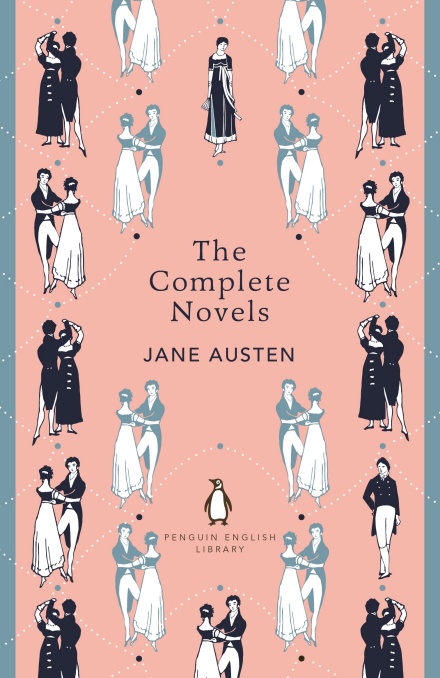 The
Complete
Novels
JANE AUSTEN
PENGUIN ENGLISH
LIBRARY